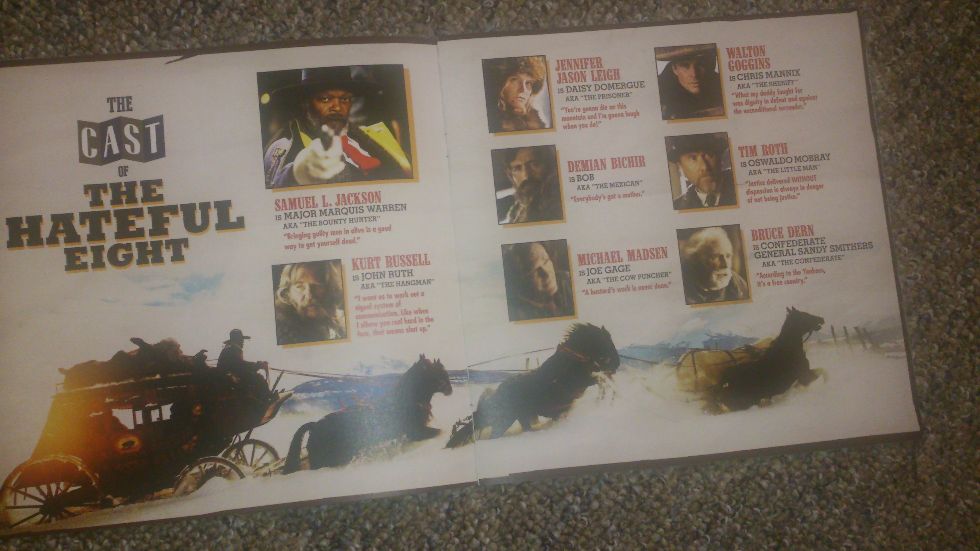 THE
CAST
OF
THE
HATEFUL
EIGHT
SAMUEL L. JACKSON
IS MAJOR MARQUIS WARREN
AKA "THE BOUNTY HUNTER"
"Bringing guilty men in alive is a good
way to get yourself dead."
KURT RUSSELL
IS JOHN RUTH
AKA "THE HANGMAN"
"I want us to work out a
signal system of
communication. Like when
I elbow you real hard in the
face, that means shut up."
JENNIFER
JASON LEIGH
IS DAISY DOMERGUE
AKA "THE PRISONER"
"You're gonna die on this
mountain and I'm gonna laugh
when you do!"
DEMIAN BICHIR
IS BOB
AKA "THE MEXICAN"
"Everybody's got a mother."
MICHAEL MADSEN
IS JOE GAGE
AKA "THE COW PUNCHER"
"A bastard's work is never done."
WALTON
GOGGINS
IS CHRIS MANNIX
AKA "THE SHERIFF"
"What my daddy fought for
was dignity in defeat and against
the unconditional surrender."
TIM ROTH
IS OSWALDO MOBRAY
AKA "THE LITTLE MAN"
"Justice delivered WITHOUT
dispassion is always in danger
of not being justice."
BRUCE DERN
IS CONFEDERATE
GENERAL SANDY SMITHERS
AKA "THE CONFEDERATE"
"According to the Yankees,
it's a free country."